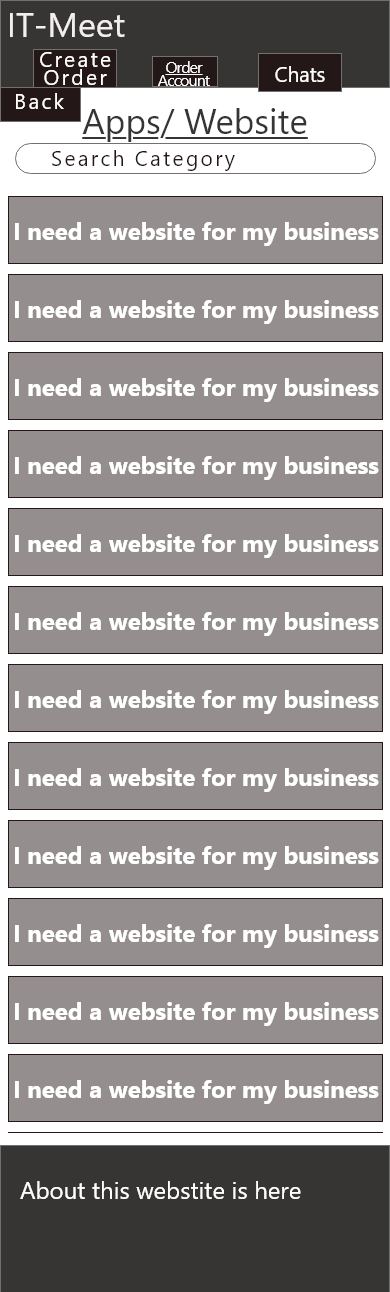 IT-Meet
Create
Order
Order
Account
Chats
Back
Apps/ Website
Search Category
I need a website for my business
I need a website for my business
I need a website for my business
I need a website for my business
I need a website for my business
I need a website for my business
I need a website for my business
I need a website for my business
I need a website for my business
I need a website for my business
I need a website for my business
I need a website for my business
About this webstite is here